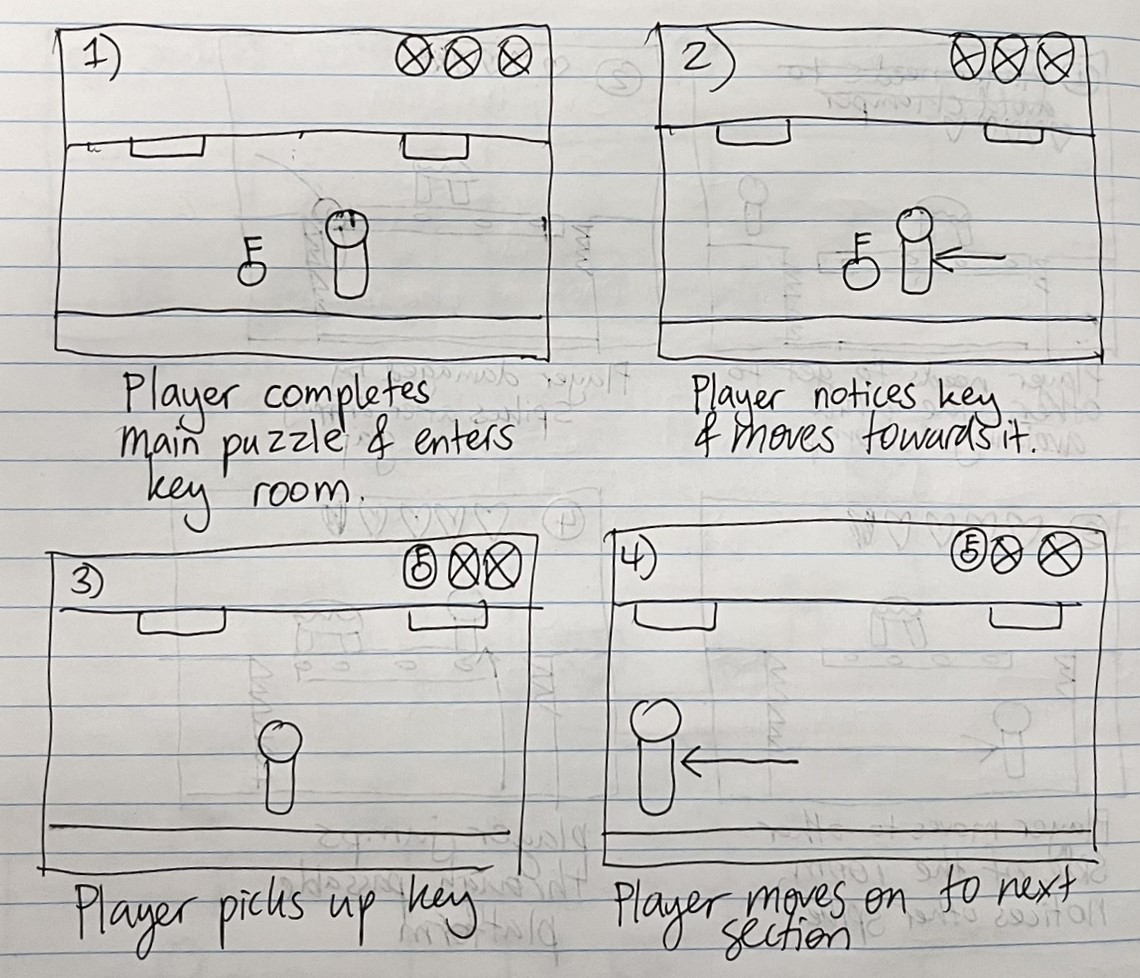 1)
Player completes
main puzzle & enters
key room.
2)
Player notices key
& moves towards it.
3)
Player picks up key
4)
Player moves on to next
section